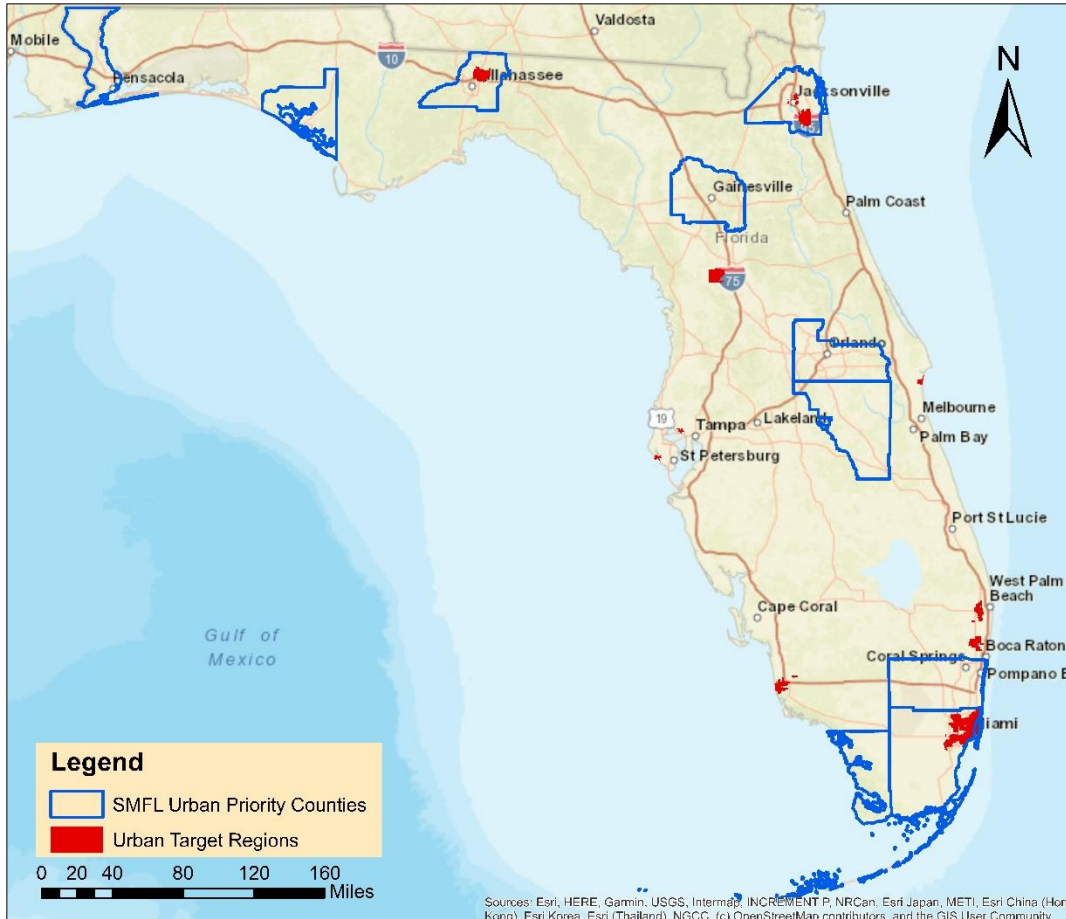 Valdosta
Mobile
10
Pensacola
llahassee
N
Jacksonville
Gainesville
Palm Coast
Florida
75
Orlando
Melbourne
19
Lakeland
Tampa
Palm Bay
St Petersburg
Port St Lucie
West Palm
Beach
Cape Coral
Gulf of
Mexico
Boca Raton
Coral Springs
Pompano B
iami
Legend
SMFL Urban Priority Counties
Urban Target Regions
0 20 40 80 120 160
Miles
Sources: Esri, HERE, Garmin, USGS, Intermap, INCREMENT P, NRCan, Esri Japan, METI, Esri China (Hon
Kong), Esri Korea, Esri (Thailand), NGCC, (c) OpenStreetMap contributors, and the GIS User Community